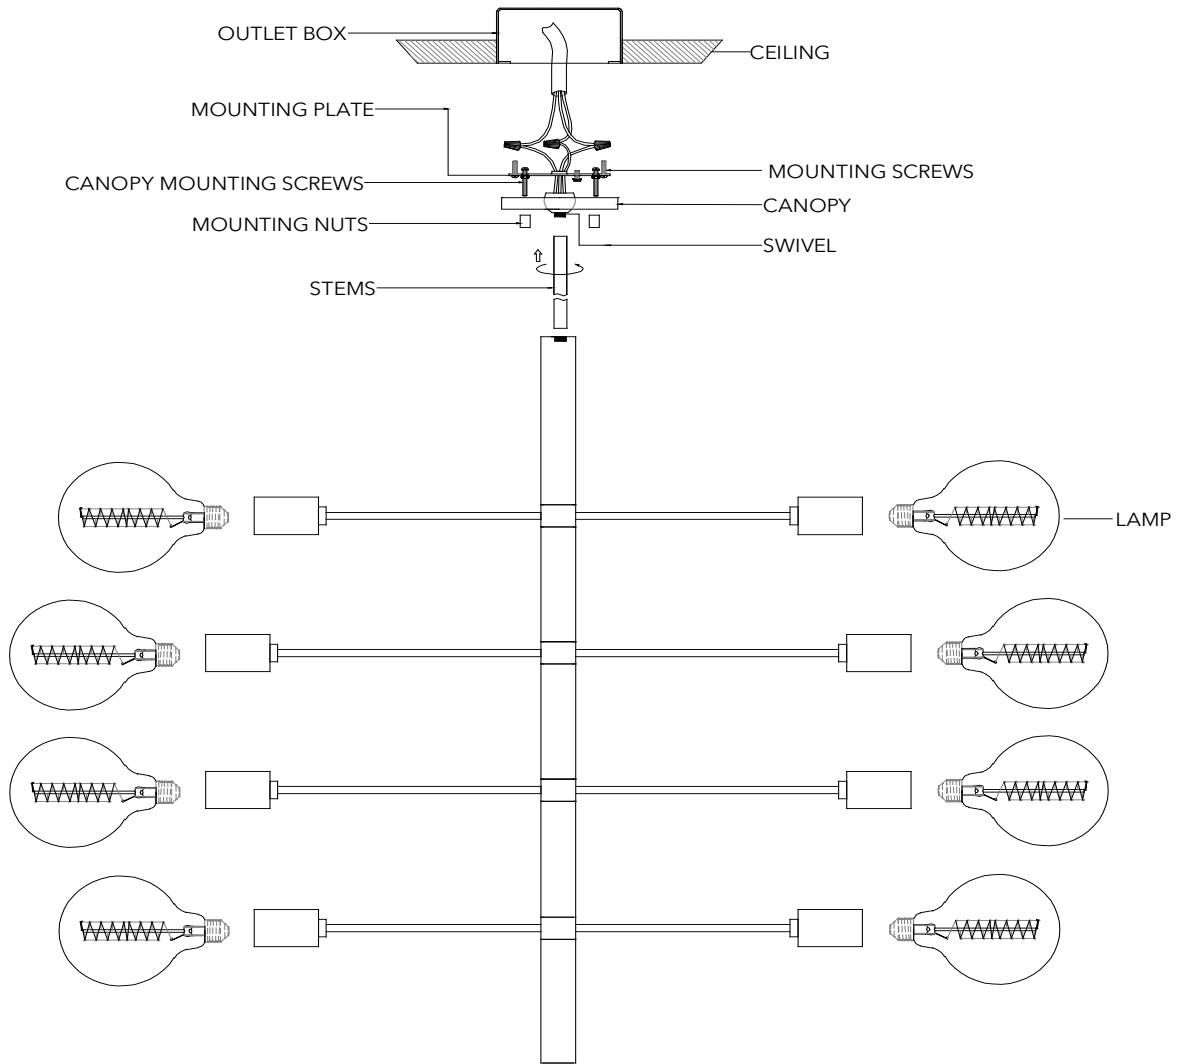 OUTLET BOX
CEILING
MOUNTING PLATE
MOUNTING SCREWS
CANOPY MOUNTING SCREWS
CANOPY
MOUNTING NUTS
SWIVEL
STEMS
LAMP